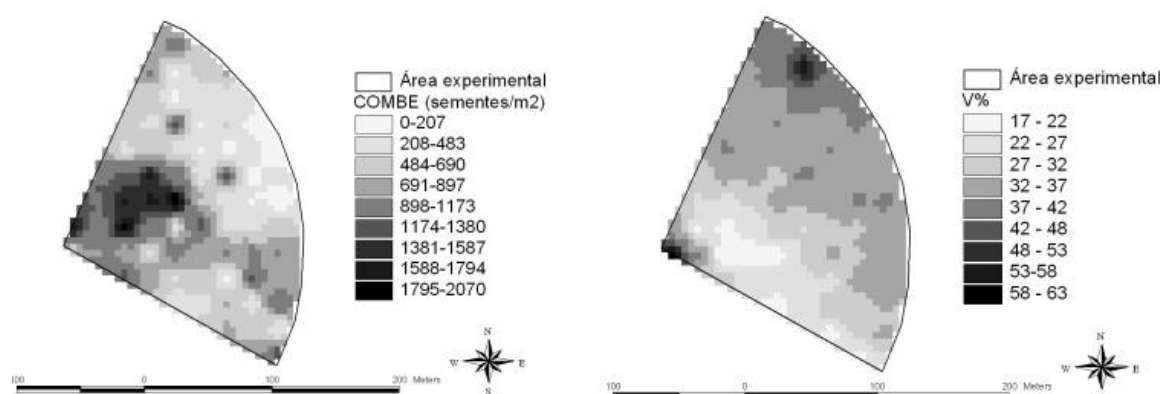 Área experimental
COMBE (sementes/m2)
0-207
208-483
484-690
691-897
898-1173
1174-1380
1381-1587
1588-1794
1795-2070
N
W E
S
100 0 100 200 Meters
Área experimental
V%
17 - 22
22 - 27
27 - 32
32 - 37
37 - 42
42 - 48
48 - 53
53-58
58 - 63
N
W E
S
100 0 100 200 Meters